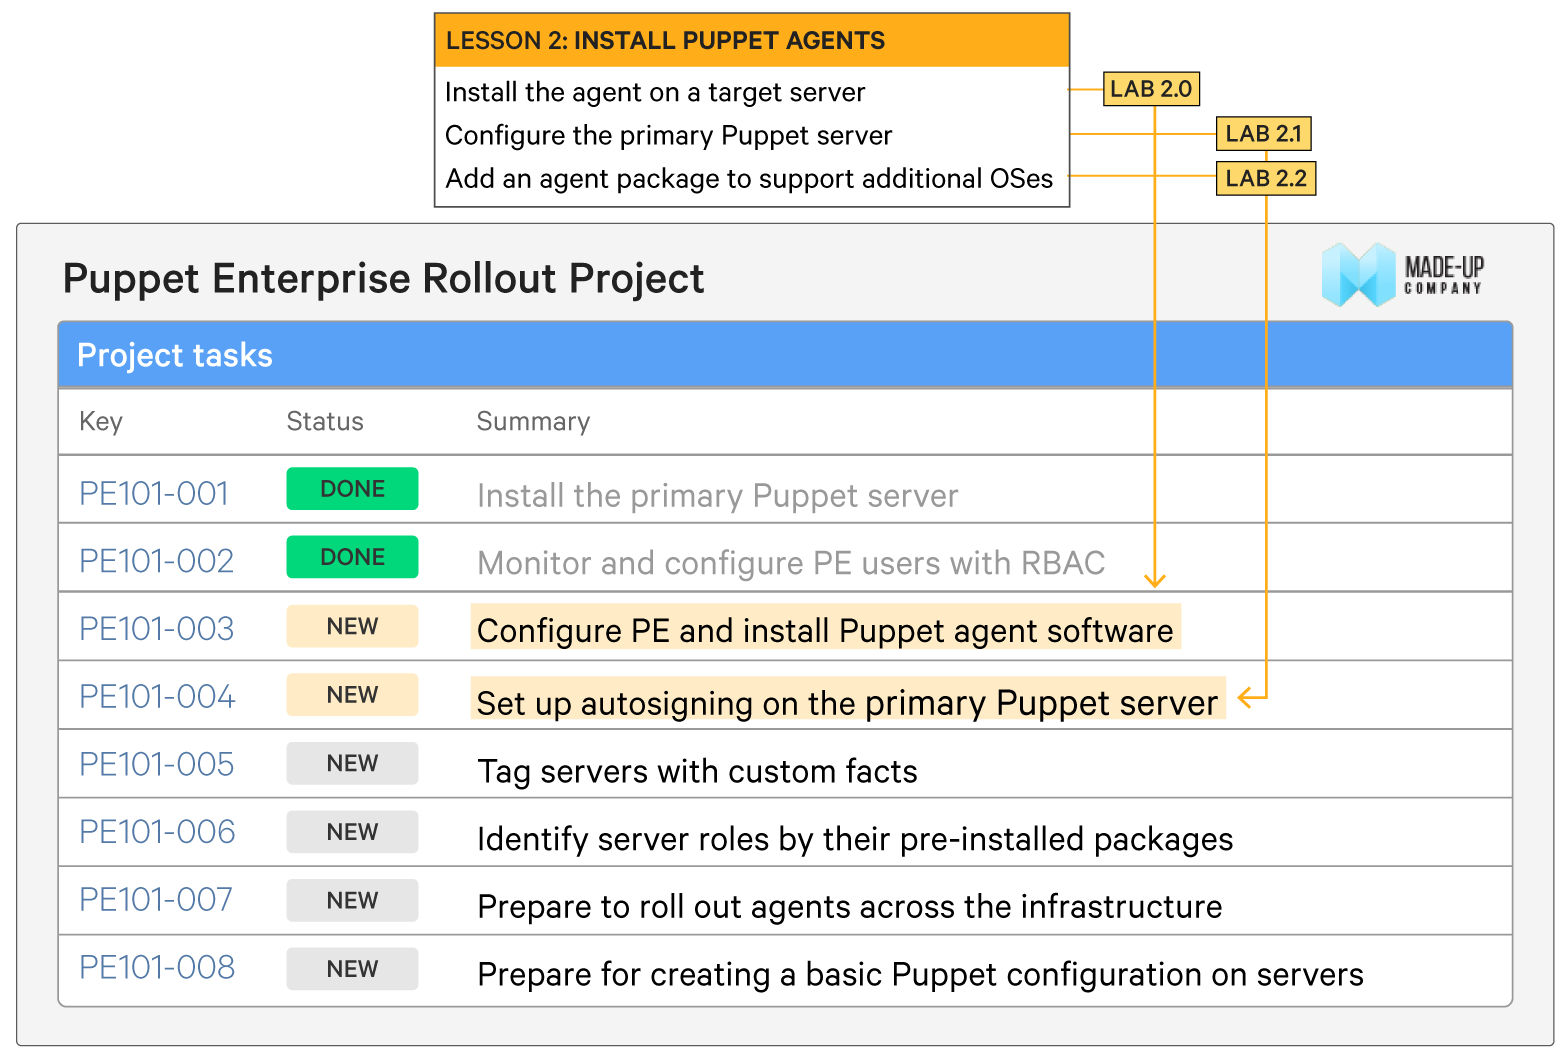 LESSON 2: INSTALL PUPPET AGENTS
Install the agent on a target server
LAB 2.0
Configure the primary Puppet server
LAB 2.1
Add an agent package to support additional OSes
LAB 2.2
Puppet Enterprise Rollout Project
MADE-UP
COMPANY
Project tasks
Key Status Summary
PE101-001 DONE Install the primary Puppet server
PE101-002 DONE Monitor and configure PE users with RBAC
PE101-003 NEW Configure PE and install Puppet agent software
PE101-004 NEW Set up autosigning on the primary Puppet server
PE101-005 NEW Tag servers with custom facts
PE101-006 NEW Identify server roles by their pre-installed packages
PE101-007 NEW Prepare to roll out agents across the infrastructure
PE101-008 NEW Prepare for creating a basic Puppet configuration on servers